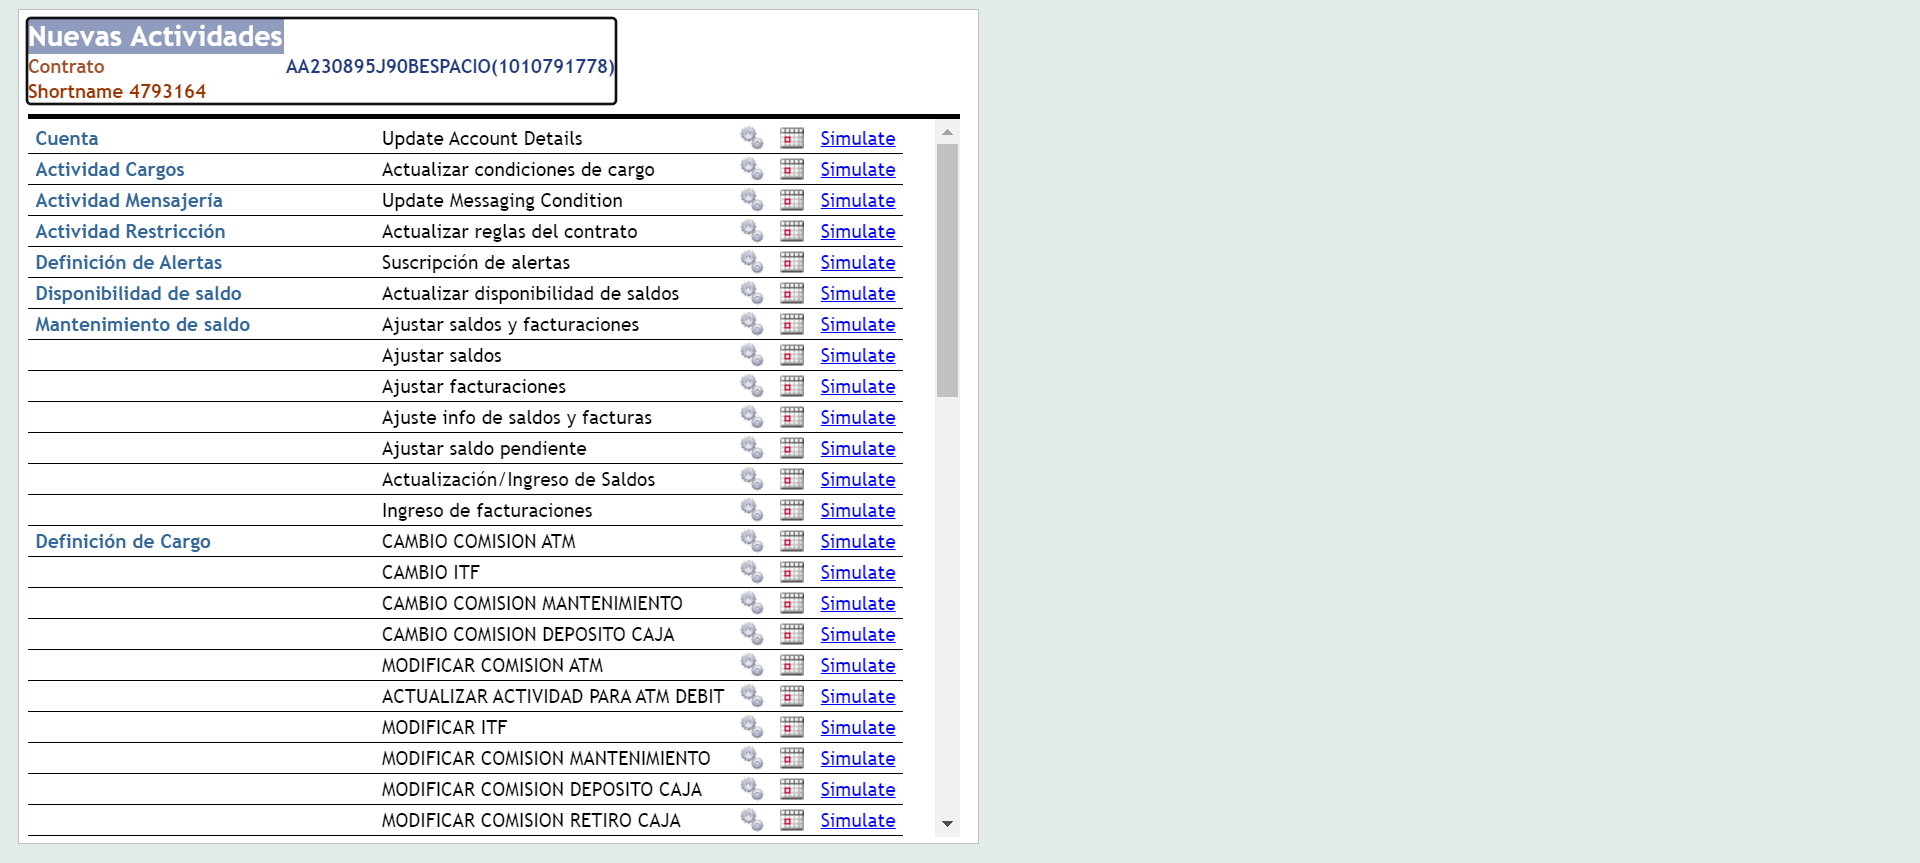 Nuevas Actividades
Contrato AA230895J90BESPACIO(1010791778)
Shortname 4793164
Cuenta Update Account Details Simulate
Actividad Cargos Actualizar condiciones de cargo Simulate
Actividad Mensajería Update Messaging Condition Simulate
Actividad Restricción Actualizar reglas del contrato Simulate
Definición de Alertas Suscripción de alertas Simulate
Disponibilidad de saldo Actualizar disponibilidad de saldos Simulate
Mantenimiento de saldo Ajustar saldos y facturaciones Simulate
Ajustar saldos Simulate
Ajustar facturaciones Simulate
Ajuste info de saldos y facturas Simulate
Ajustar saldo pendiente Simulate
Actualización/Ingreso de Saldos Simulate
Ingreso de facturaciones Simulate
Definición de Cargo CAMBIO COMISION ATM Simulate
CAMBIO ITF Simulate
CAMBIO COMISION MANTENIMIENTO Simulate
CAMBIO COMISION DEPOSITO CAJA Simulate
MODIFICAR COMISION ATM Simulate
ACTUALIZAR ACTIVIDAD PARA ATM DEBIT Simulate
MODIFICAR ITF Simulate
MODIFICAR COMISION MANTENIMIENTO Simulate
MODIFICAR COMISION DEPOSITO CAJA Simulate
MODIFICAR COMISION RETIRO CAJA Simulate